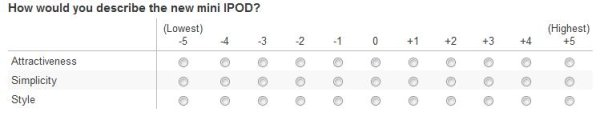 How would you describe the new mini IPOD?
(Lowest) (Highest)
-5 -4 -3 -2 -1 0 +1 +2 +3 +4 +5
Attractiveness
Simplicity
Style